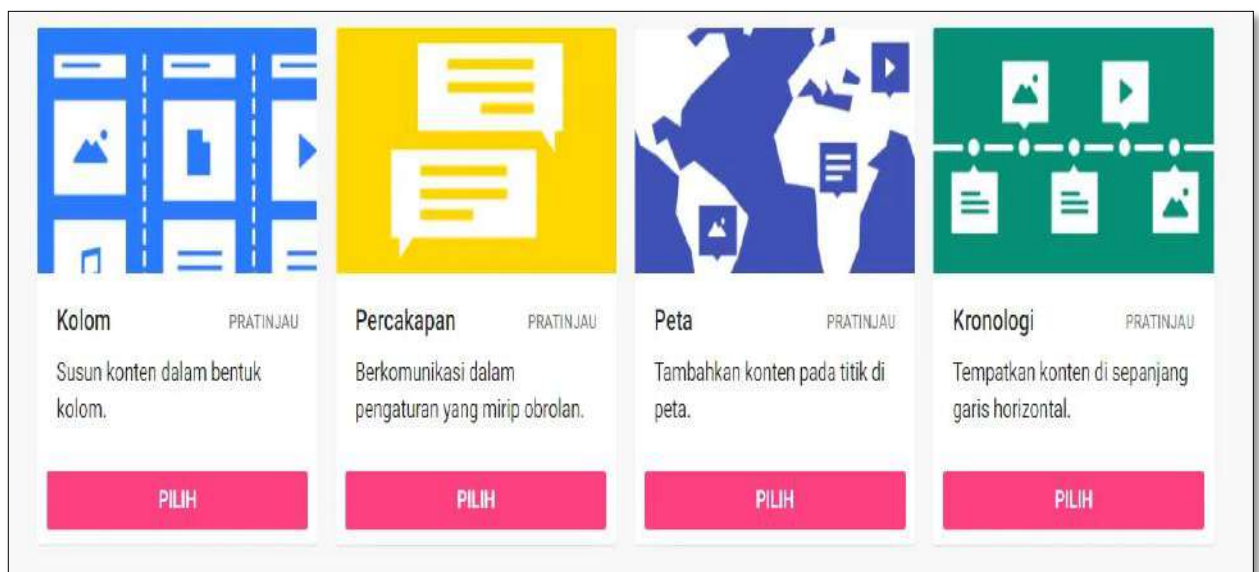 Kolom PRATINJAU
Susun konten dalam bentuk
kolom.
PILIH
Percakapan PRATINJAU
Berkomunikasi dalam
pengaturan yang mirip obrolan.
PILIH
Peta PRATINJAU
Tambahkan konten pada titik di
peta.
PILIH
Kronologi PRATINJAU
Tempatkan konten di sepanjang
garis horizontal.
PILIH